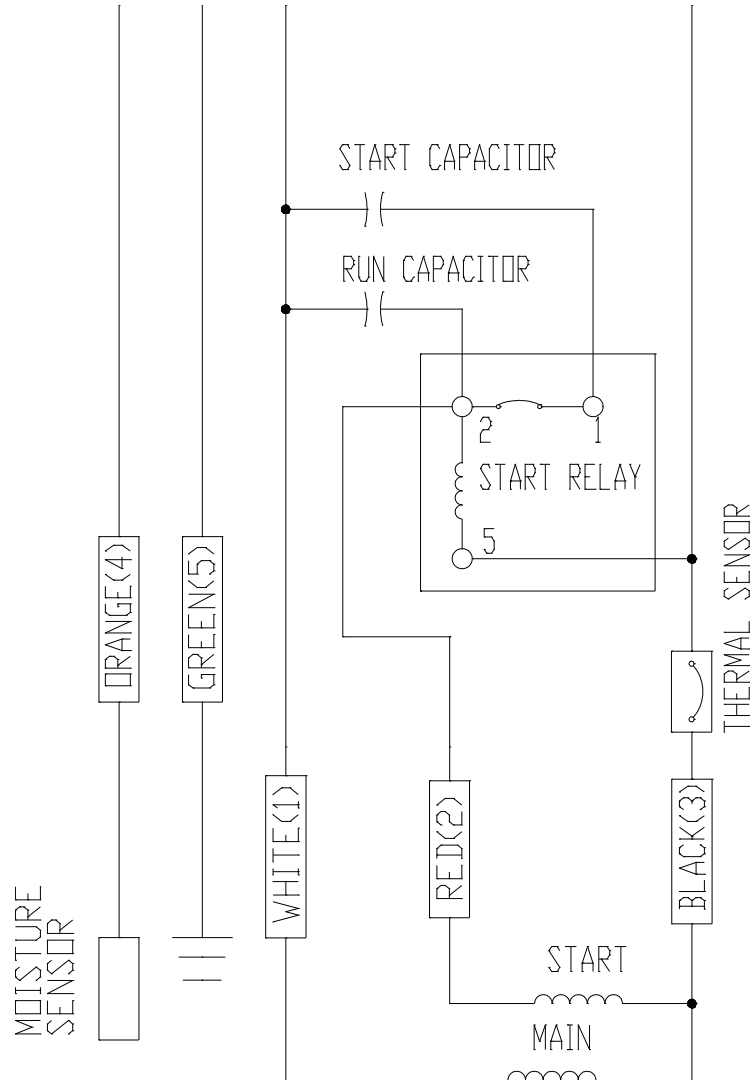 START CAPACITOR
RUN CAPACITOR
2
1
START RELAY
5
THERMAL SENSOR
ORANGE(4)
GREEN(5)
WHITE(1)
RED(2)
BLACK(3)
MOISTURE
SENSOR
START
MAIN